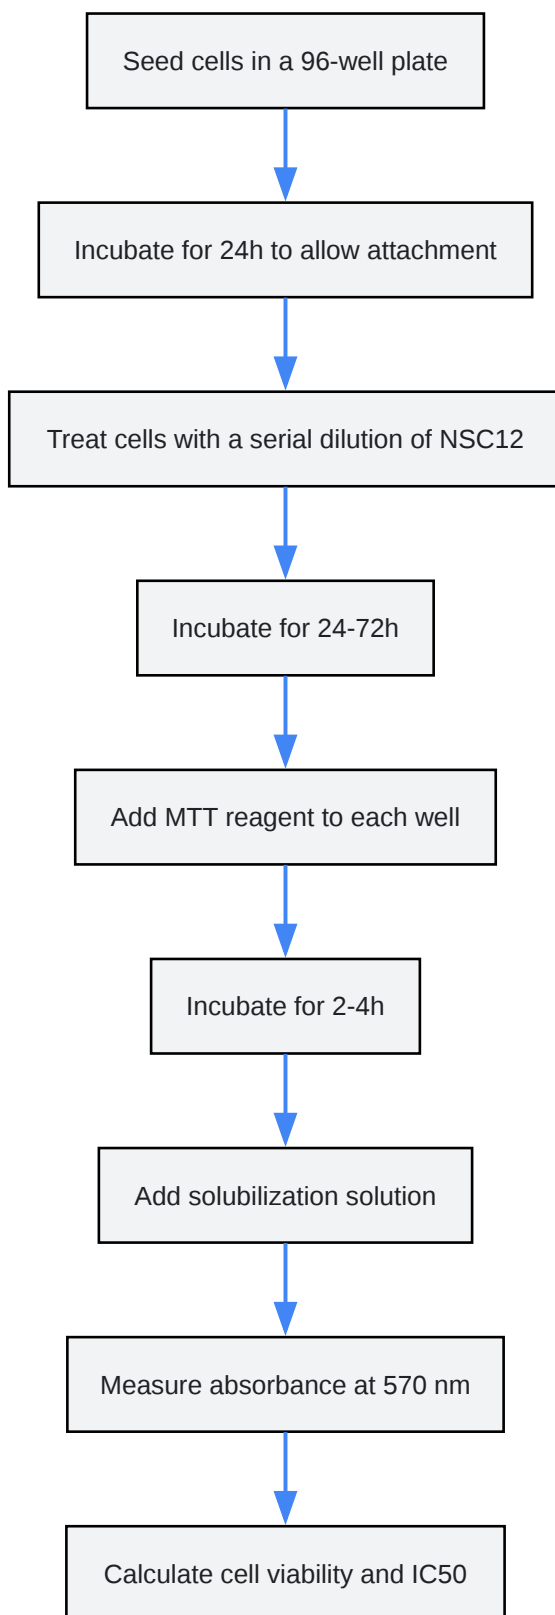 Seed cells in a 96-well plate
Incubate for 24h to allow attachment
Treat cells with a serial dilution of NSC12
Incubate for 24-72h
Add MTT reagent to each well
Incubate for 2-4h
Add solubilization solution
Measure absorbance at 570 nm
Calculate cell viability and IC50